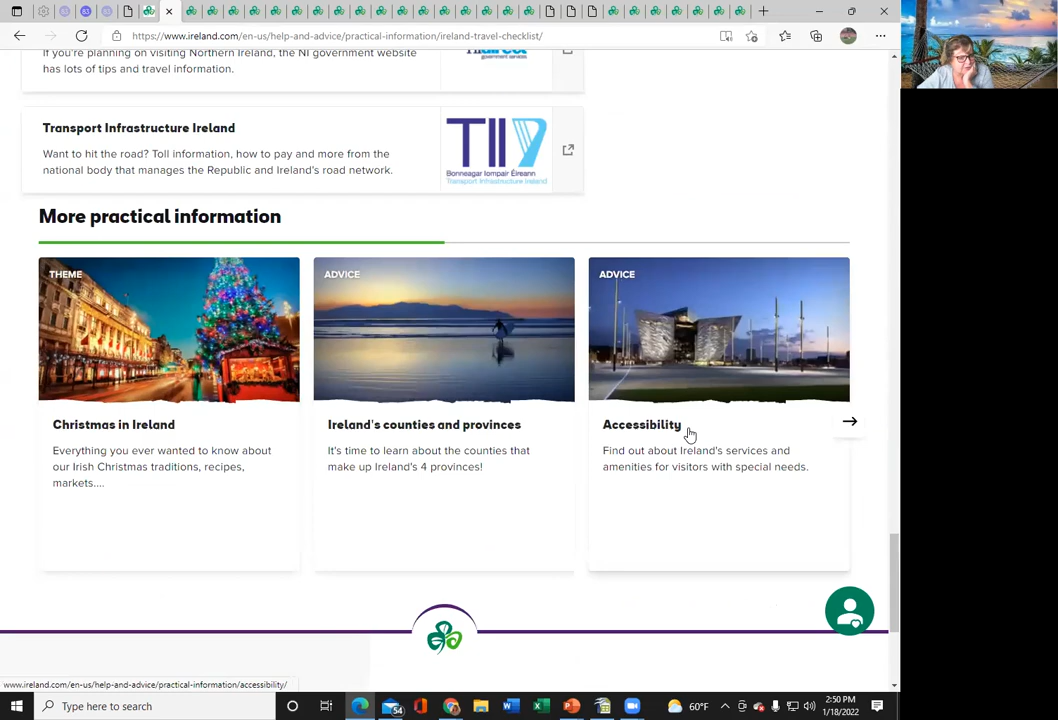 https://www.ireland.com/en-us/help-and-advice/practical-information/ireland-travel-checklist/
If you're planning on visiting Northern Ireland, the NI government website
has lots of tips and travel information.
government services
Transport Infrastructure Ireland
Want to hit the road? Toll information, how to pay and more from the
national body that manages the Republic and Ireland's road network.
TII
Bonneagar Iompair Éireann
Transport Infrastructure Ireland
More practical information
THEME
ADVICE
ADVICE
Christmas in Ireland
Everything you ever wanted to know about
our Irish Christmas traditions, recipes,
markets....
Ireland's counties and provinces
It's time to learn about the counties that
make up Ireland's 4 provinces!
Accessibility
Find out about Ireland's services and
amenities for visitors with special needs.
www.ireland.com/en-us/help-and-advice/practical-information/accessibility/
Type here to search
54
60°F
2:50 PM
1/18/2022